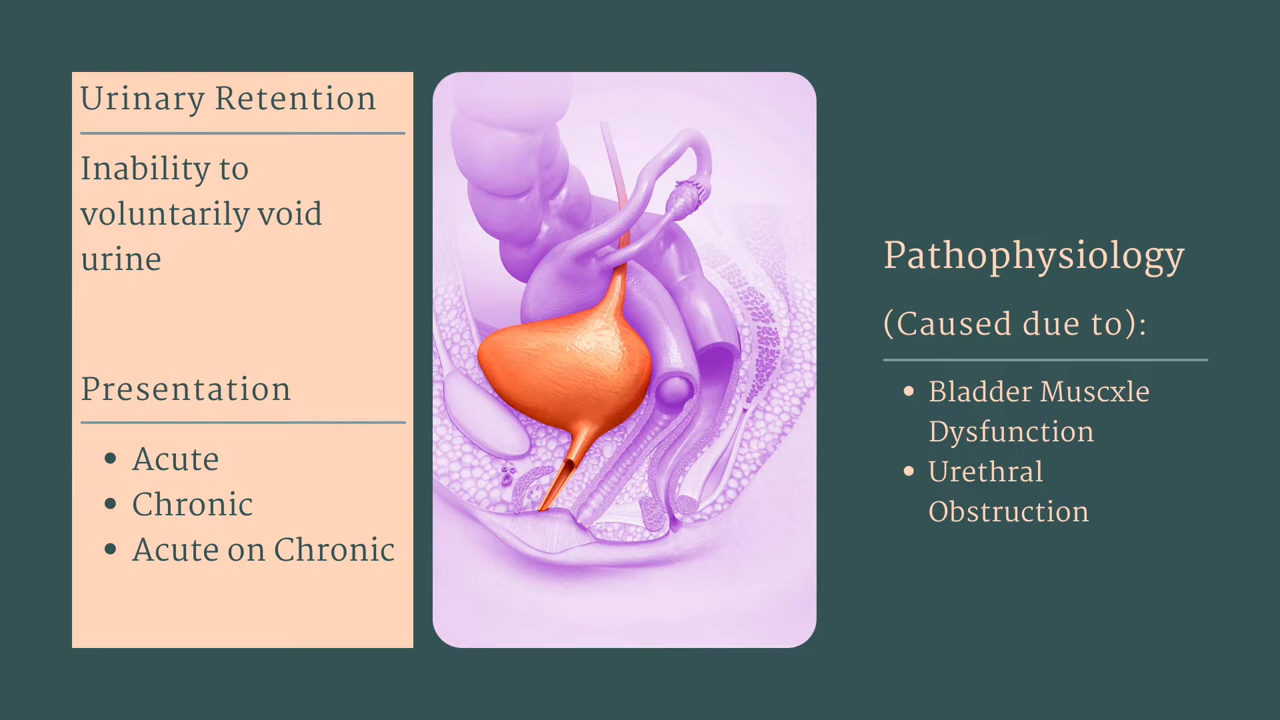 Urinary Retention
Inability to
voluntarily void
urine
Presentation
• Acute
• Chronic
• Acute on Chronic
Pathophysiology
(Caused due to):
• Bladder Muscxle
Dysfunction
• Urethral
Obstruction